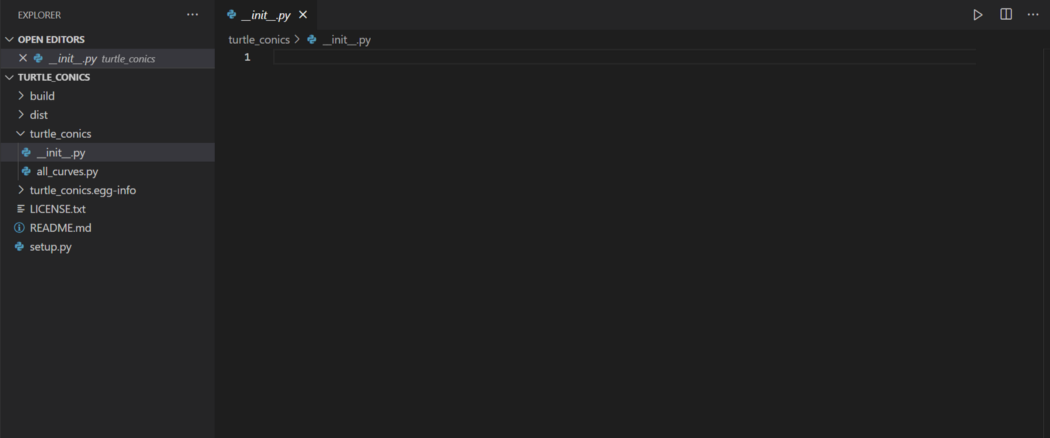 EXPLORER
OPEN EDITORS
__init__.py turtle_conics
TURTLE_CONICS
build
dist
turtle_conics
__init__.py
all_curves.py
turtle_conics.egg-info
LICENSE.txt
README.md
setup.py
__init__.py
turtle_conics > __init__.py
1